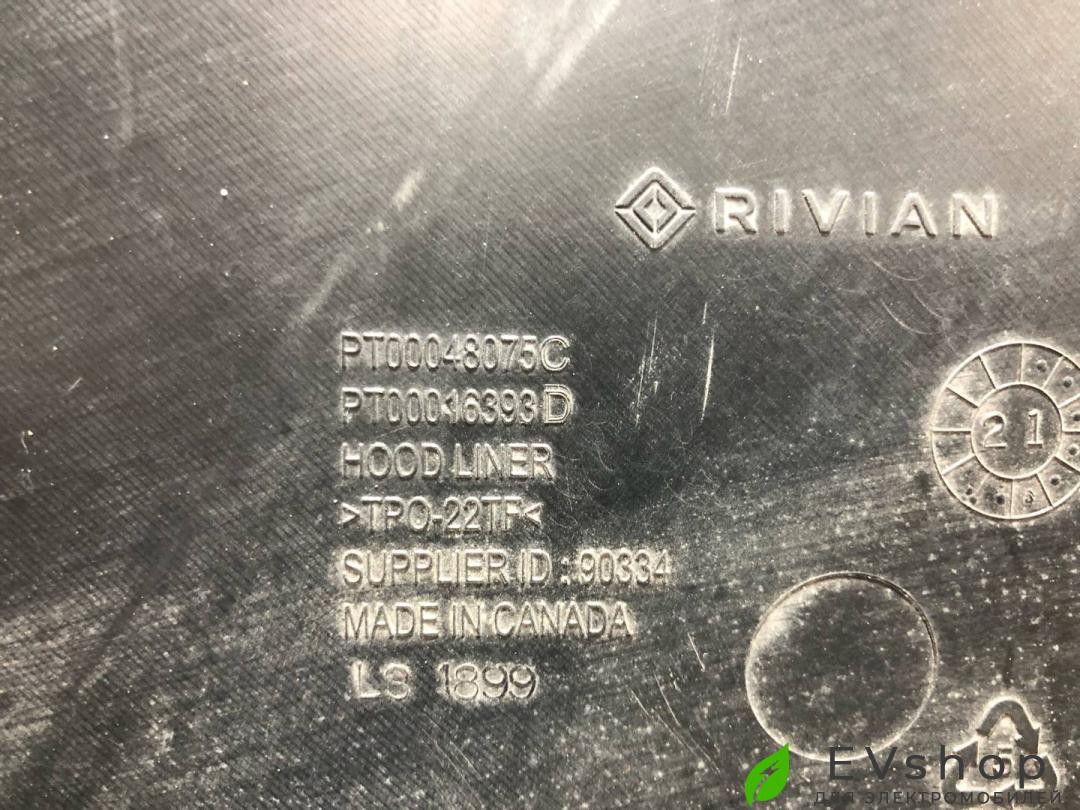 RIVIAN
PT00048075C
PT00016393D
HOOD LINER
>TPO-22TF<
SUPPLIER ID : 90334
MADE IN CANADA
LS 1899
21
EVshop
ДЛЯ ЭЛЕКТРОМОБИЛЕЙ